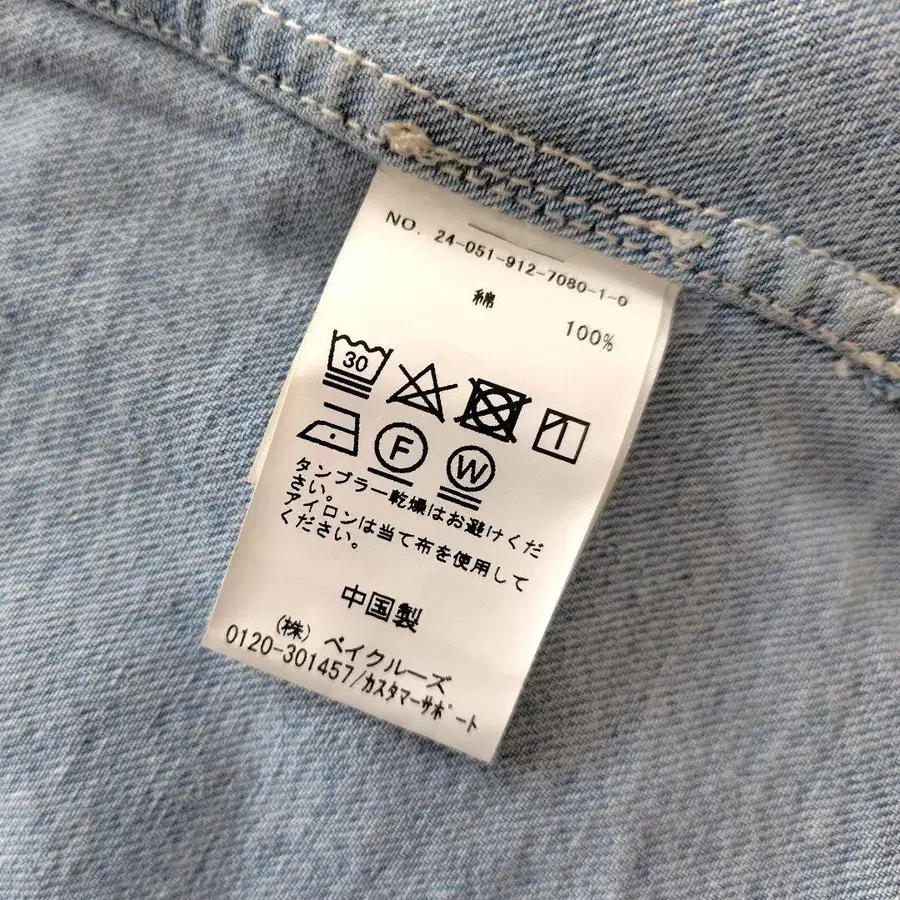 NO. 24-051-912-7080-1-0
綿 100%
30
F W
タンブラー乾燥はお避けくだ
さい。
アイロンは当て布を使用して
ください。
中国製
(株) ベイクルーズ
0120-301457/カスタマーサポート